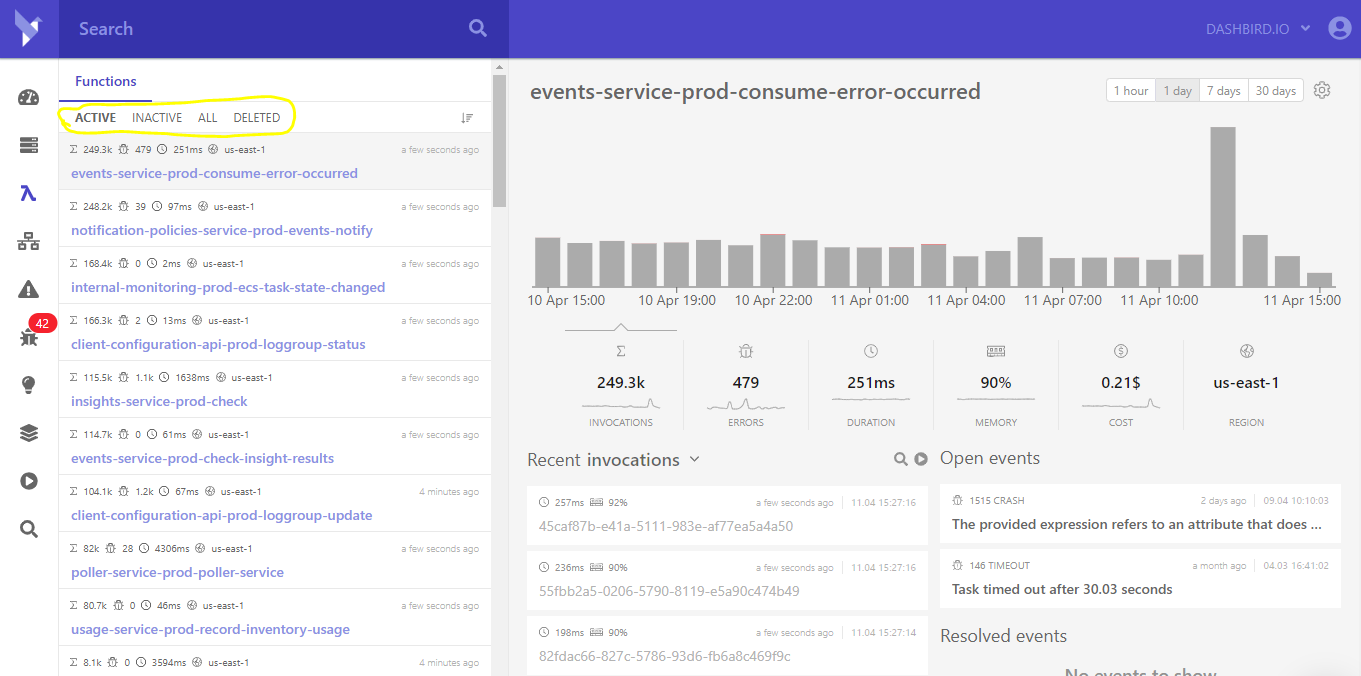 Search
DASHBIRD.IO
42
Functions
ACTIVE INACTIVE ALL DELETED
Σ 249.3k 479 251ms us-east-1 a few seconds ago
events-service-prod-consume-error-occurred
Σ 248.2k 39 97ms us-east-1 a few seconds ago
notification-policies-service-prod-events-notify
Σ 168.4k 0 2ms us-east-1 a few seconds ago
internal-monitoring-prod-ecs-task-state-changed
Σ 166.3k 2 13ms us-east-1 a few seconds ago
client-configuration-api-prod-loggroup-status
Σ 115.5k 1.1k 1638ms us-east-1 a few seconds ago
insights-service-prod-check
Σ 114.7k 0 61ms us-east-1 a few seconds ago
events-service-prod-check-insight-results
Σ 104.1k 1.2k 67ms us-east-1 4 minutes ago
client-configuration-api-prod-loggroup-update
Σ 82k 28 4306ms us-east-1 a few seconds ago
poller-service-prod-poller-service
Σ 80.7k 0 46ms us-east-1 a few seconds ago
usage-service-prod-record-inventory-usage
Σ 8.1k 0 3594ms us-east-1 4 minutes ago
events-service-prod-consume-error-occurred
1 hour 1 day 7 days 30 days
10 Apr 15:00 10 Apr 19:00 10 Apr 22:00 11 Apr 01:00 11 Apr 04:00 11 Apr 07:00 11 Apr 10:00 11 Apr 15:00
Σ
249.3k 479 251ms 90% 0.21$ us-east-1
INVOCATIONS ERRORS DURATION MEMORY COST REGION
Recent invocations
257ms 92% a few seconds ago 11.04 15:27:16
45caf87b-e41a-5111-983e-af77ea5a4a50
236ms 90% a few seconds ago 11.04 15:27:16
55fbb2a5-0206-5790-8119-e5a90c474b49
198ms 90% a few seconds ago 11.04 15:27:14
82fdac66-827c-5786-93d6-fb6a8c469f9c
Open events
1515 CRASH 2 days ago 09.04 10:10:03
The provided expression refers to an attribute that does ...
146 TIMEOUT a month ago 04.03 16:41:02
Task timed out after 30.03 seconds
Resolved events
No events to show